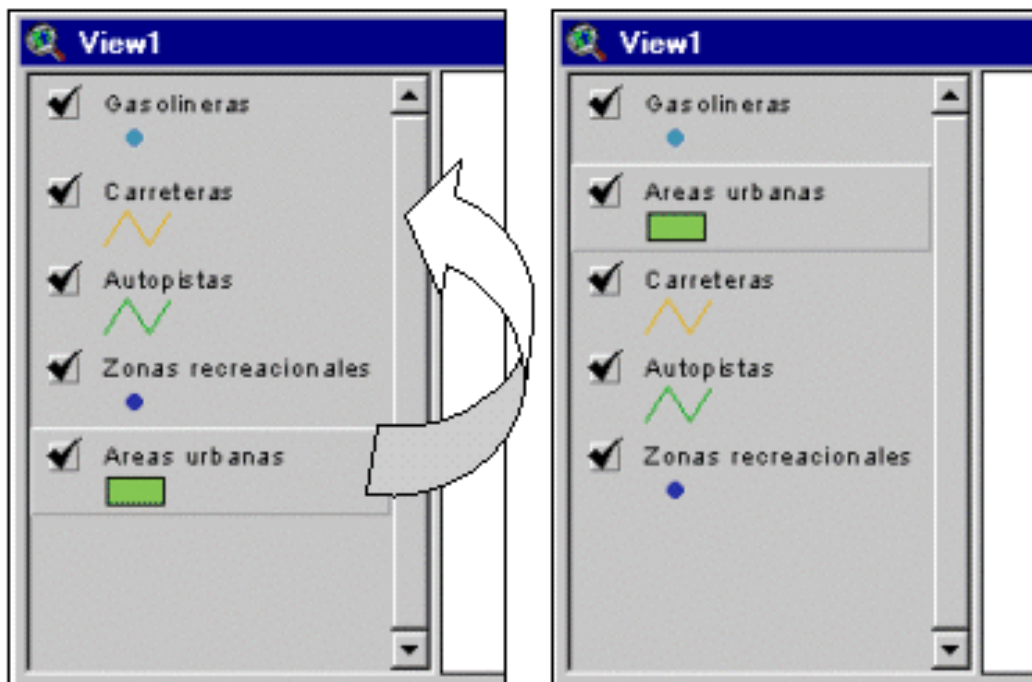 View1
Gasolineras
Carreteras
Autopistas
Zonas recreacionales
Areas urbanas
View1
Gasolineras
Areas urbanas
Carreteras
Autopistas
Zonas recreacionales